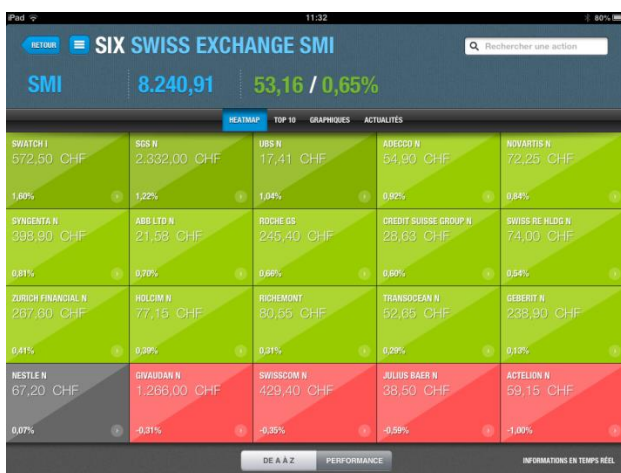 iPad 11:32 80%
RETOUR SIX SWISS EXCHANGE SMI Rechercher une action
SMI 8.240,91 53,16 / 0,65%
HEATMAP TOP 10 GRAPHIQUES ACTUALITÉS
SWATCH I SGS N UBS N ADECCO N NOVARTIS N
572,50 CHF 2.332,00 CHF 17,41 CHF 54,90 CHF 72,25 CHF
1,60% 1,22% 1,04% 0,92% 0,84%
SYNGENTA N ABB LTD N ROCHE GS CREDIT SUISSE GROUP N SWISS RE HLDG N
398,90 CHF 21,58 CHF 245,40 CHF 28,63 CHF 74,00 CHF
0,81% 0,70% 0,66% 0,60% 0,54%
ZURICH FINANCIAL N HOLCIM N RICHEMONT TRANSOCEAN N GEBERIT N
267,60 CHF 77,15 CHF 80,55 CHF 52,65 CHF 238,90 CHF
0,41% 0,39% 0,31% 0,29% 0,13%
NESTLE N GIVAUDAN N SWISSCOM N JULIUS BAER N ACTELION N
67,20 CHF 1.266,00 CHF 429,40 CHF 38,50 CHF 59,15 CHF
0,07% -0,31% -0,35% -0,59% -1,00%
DE A À Z PERFORMANCE INFORMATIONS EN TEMPS RÉEL